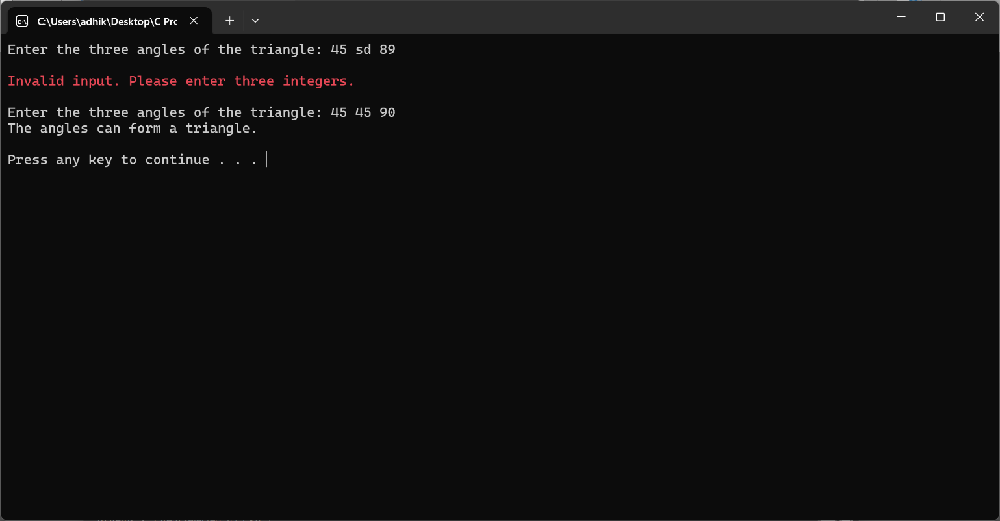 C:\Users\adhik\Desktop\C Prc
Enter the three angles of the triangle: 45 sd 89
Invalid input. Please enter three integers.
Enter the three angles of the triangle: 45 45 90
The angles can form a triangle.
Press any key to continue . . .